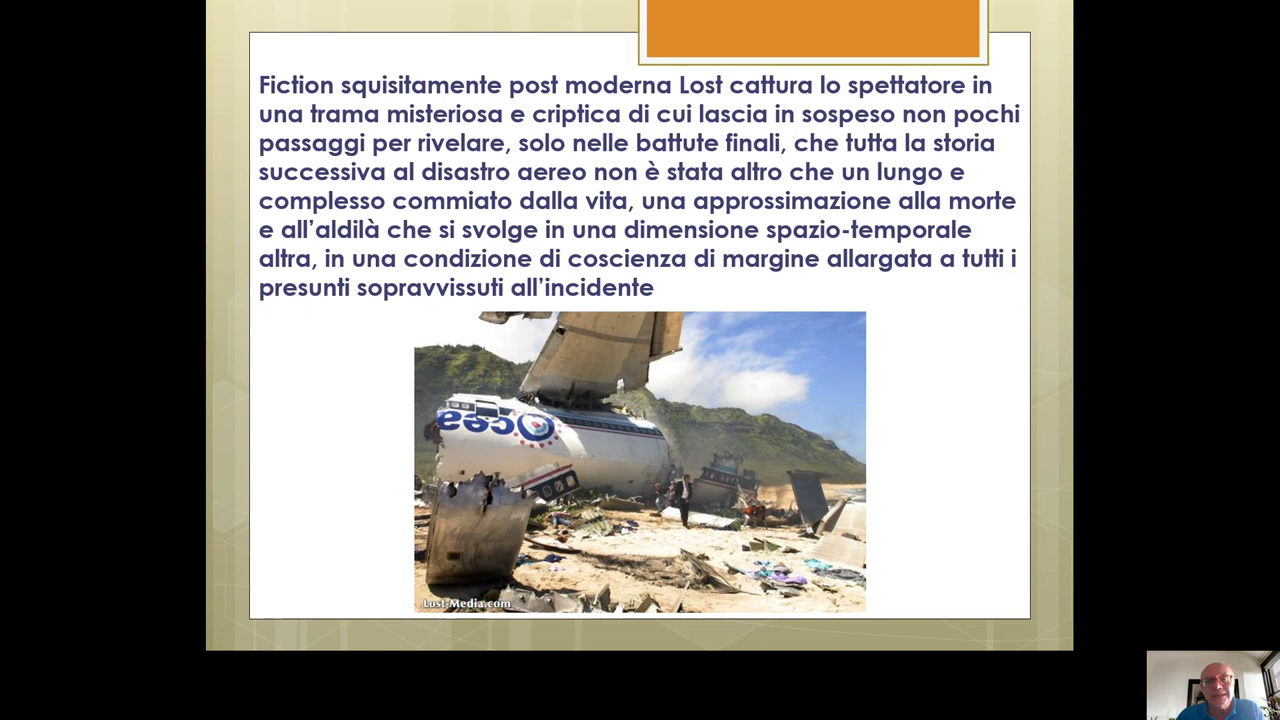 Fiction squisitamente post moderna Lost cattura lo spettatore in
una trama misteriosa e criptica di cui lascia in sospeso non pochi
passaggi per rivelare, solo nelle battute finali, che tutta la storia
successiva al disastro aereo non è stata altro che un lungo e
complesso commiato dalla vita, una approssimazione alla morte
e all’aldilà che si svolge in una dimensione spazio-temporale
altra, in una condizione di coscienza di margine allargata a tutti i
presunti sopravvissuti all’incidente
Lost-Media.com